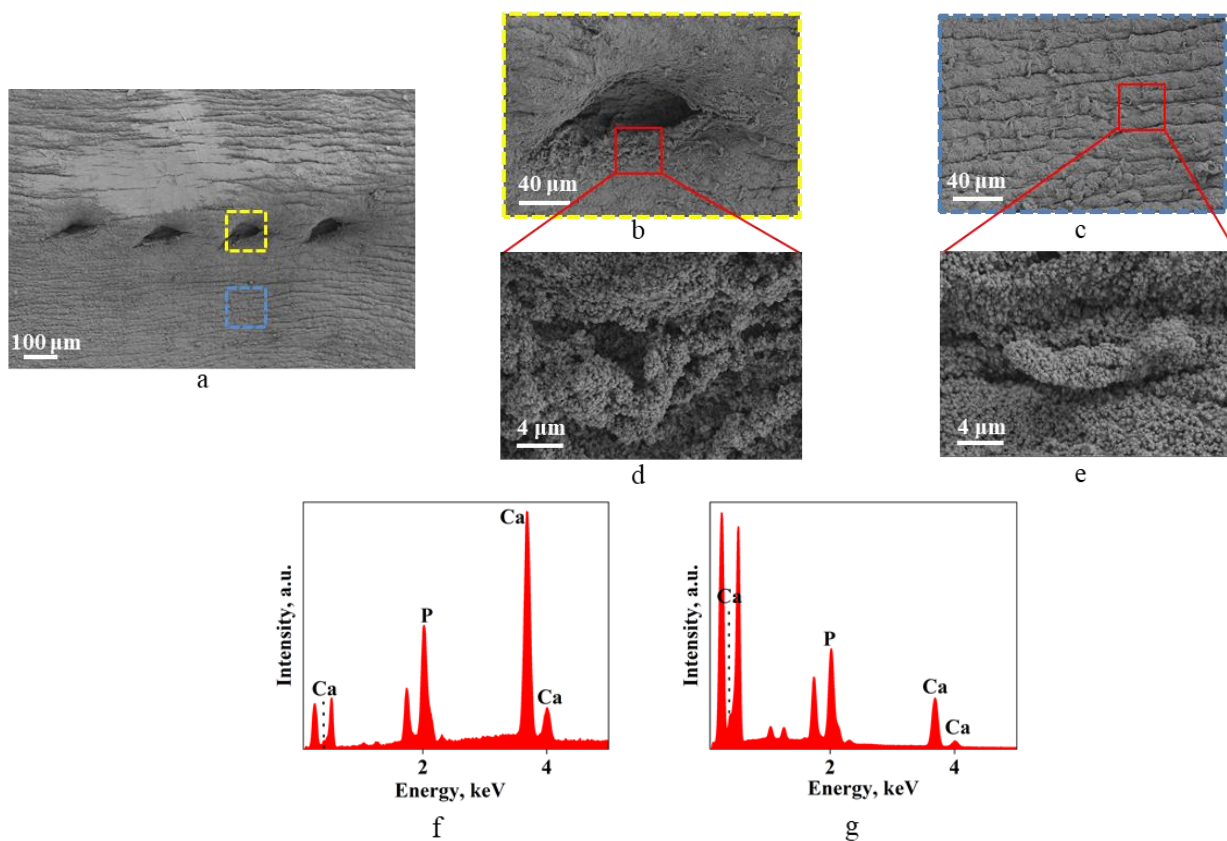 40 µm
b
40 µm
c
100 µm
a
4 µm
d
4 µm
e
Intensity, a.u.
Ca
P
Ca
Ca
2
4
Energy, keV
f
Intensity, a.u.
Ca
P
Ca
Ca
2
4
Energy, keV
g